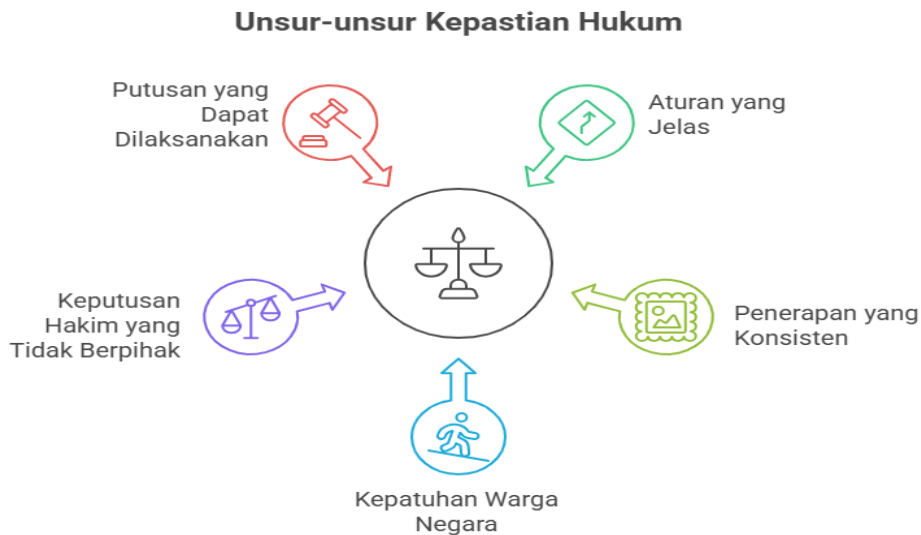 Unsur-unsur Kepastian Hukum
Putusan yang
Dapat
Dilaksanakan
Aturan yang
Jelas
Keputusan
Hakim yang
Tidak Berpihak
Penerapan yang
Konsisten
Kepatuhan Warga
Negara